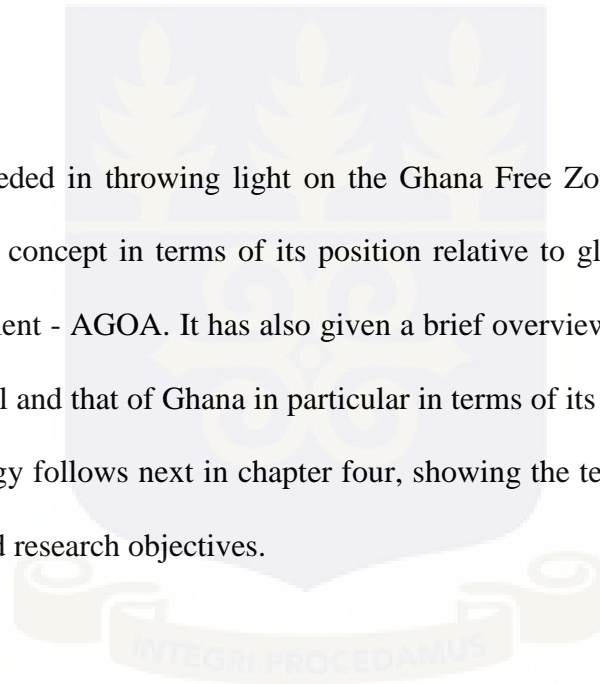 eded in throwing light on the Ghana Free Zo
concept in terms of its position relative to gl
ent - AGOA. It has also given a brief overview
l and that of Ghana in particular in terms of its
gy follows next in chapter four, showing the te
d research objectives.
INTEGRI PROCEDAMUS